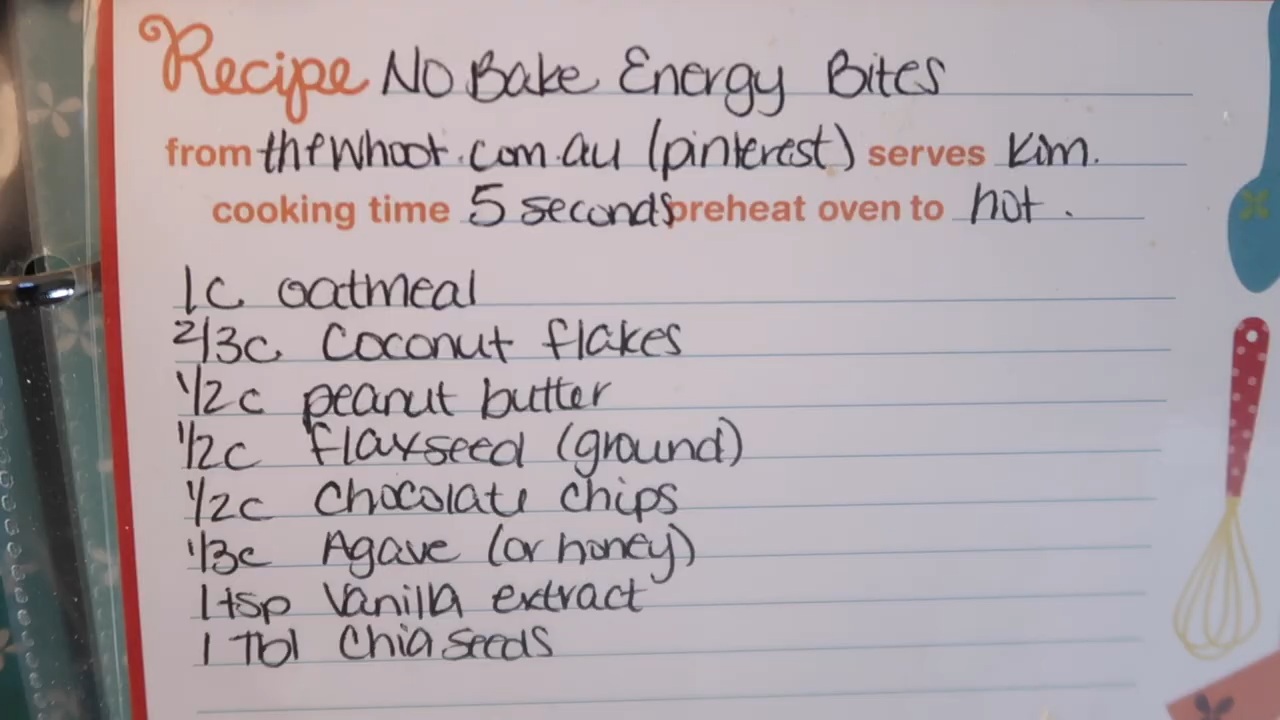 Recipe No Bake Energy Bites
from thewhoot.com.au (pinterest) serves Kim.
cooking time 5 seconds preheat oven to hot.
1c oatmeal
2/3c Coconut flakes
1/2c peanut butter
1/2c flaxseed (ground)
1/2c Chocolate chips
1/3c Agave (or honey)
1 tsp Vanilla extract
1 Tbl Chia seeds